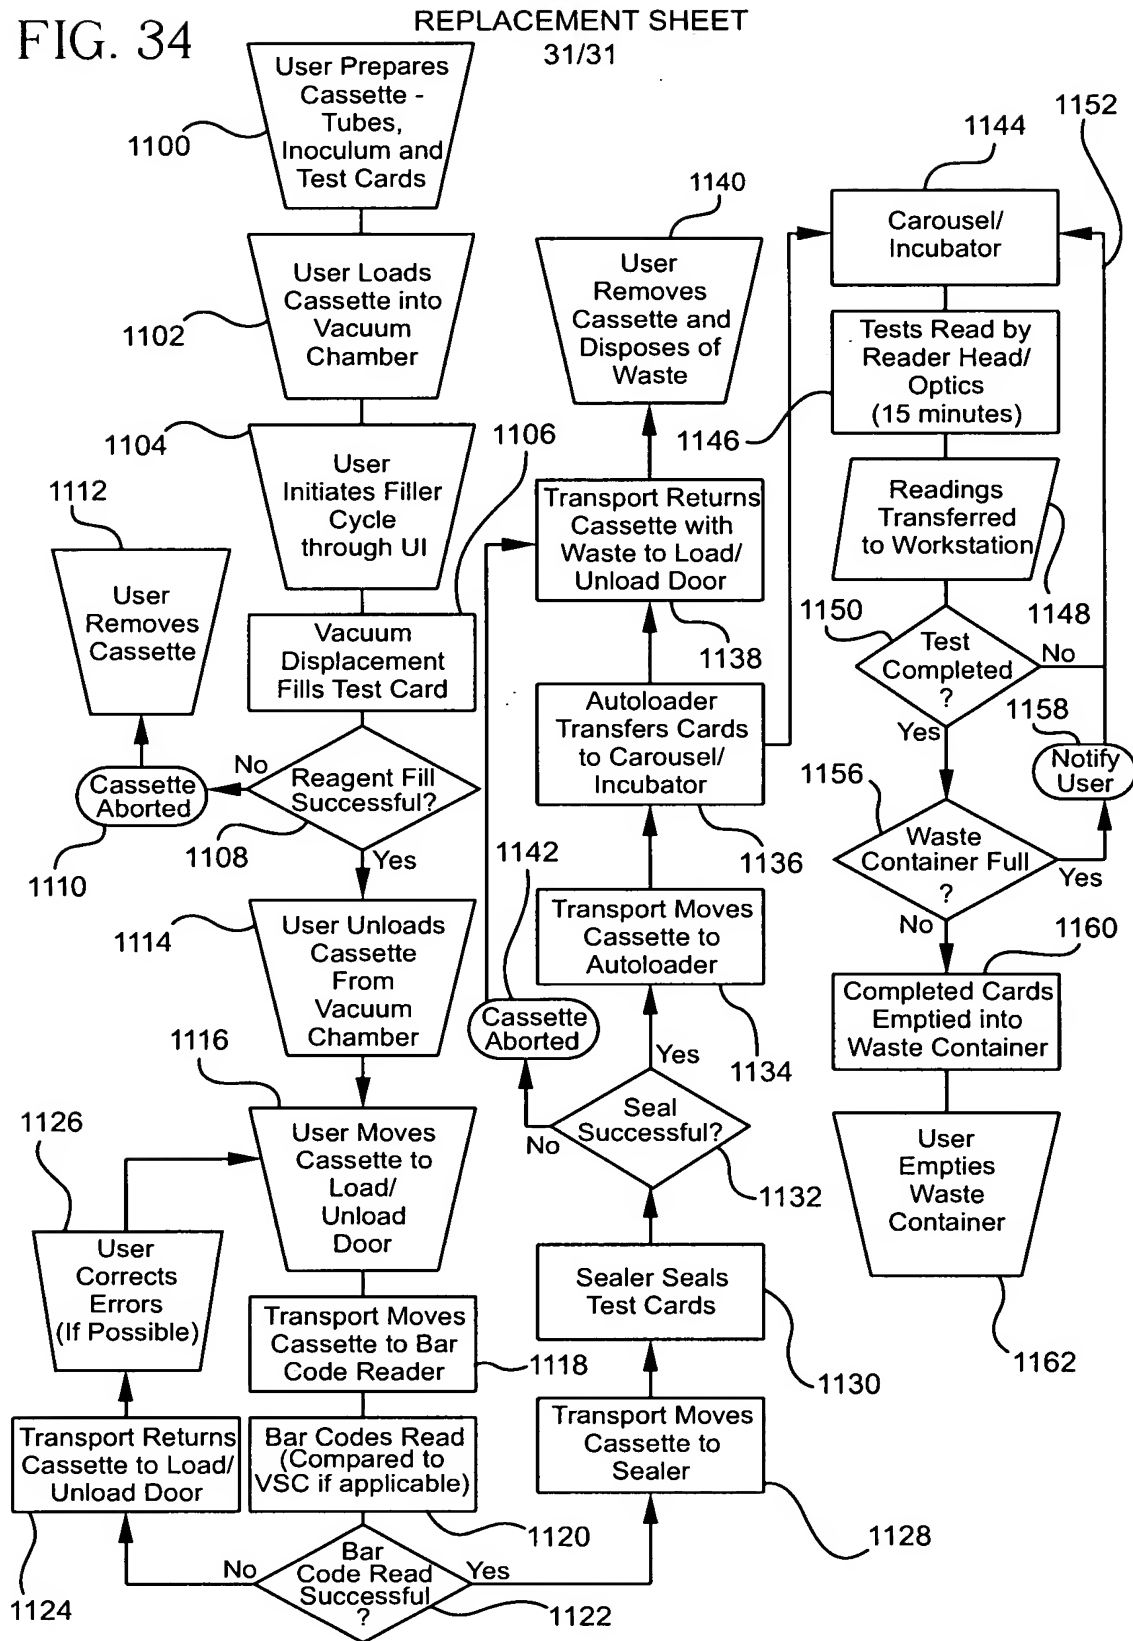 FIG. 34
REPLACEMENT SHEET
31/31
User Prepares
Cassette -
Tubes,
Inoculum and
Test Cards
1100
User Loads
Cassette into
Vacuum
Chamber
1102
1104
User
Initiates Filler
Cycle
through UI
1106
Vacuum
Displacement
Fills Test Card
1112
User
Removes
Cassette
No
Cassette
Aborted
1110
Reagent Fill
Successful?
1108
Yes
1114
User Unloads
Cassette
From
Vacuum
Chamber
1116
User Moves
Cassette to
Load/
Unload
Door
1126
User
Corrects
Errors
(If Possible)
Transport Moves
Cassette to Bar
Code Reader
1118
Transport Returns
Cassette to Load/
Unload Door
1124
Bar Codes Read
(Compared to
VSC if applicable)
1120
No
Bar
Code Read
Successful
?
Yes
1122
1140
User
Removes
Cassette and
Disposes of
Waste
Transport Returns
Cassette with
Waste to Load/
Unload Door
1138
Autoloader
Transfers Cards
to Carousel/
Incubator
1136
1142
Cassette
Aborted
Transport Moves
Cassette to
Autoloader
1134
Yes
No
Seal
Successful?
1132
Sealer Seals
Test Cards
1130
Transport Moves
Cassette to
Sealer
1128
1144
1152
Carousel/
Incubator
Tests Read by
Reader Head/
Optics
(15 minutes)
1146
Readings
Transferred
to Workstation
1148
1150
Test
Completed
?
No
Yes
1158
Notify
User
1156
Waste
Container Full
?
Yes
No
1160
Completed Cards
Emptied into
Waste Container
User
Empties
Waste
Container
1162